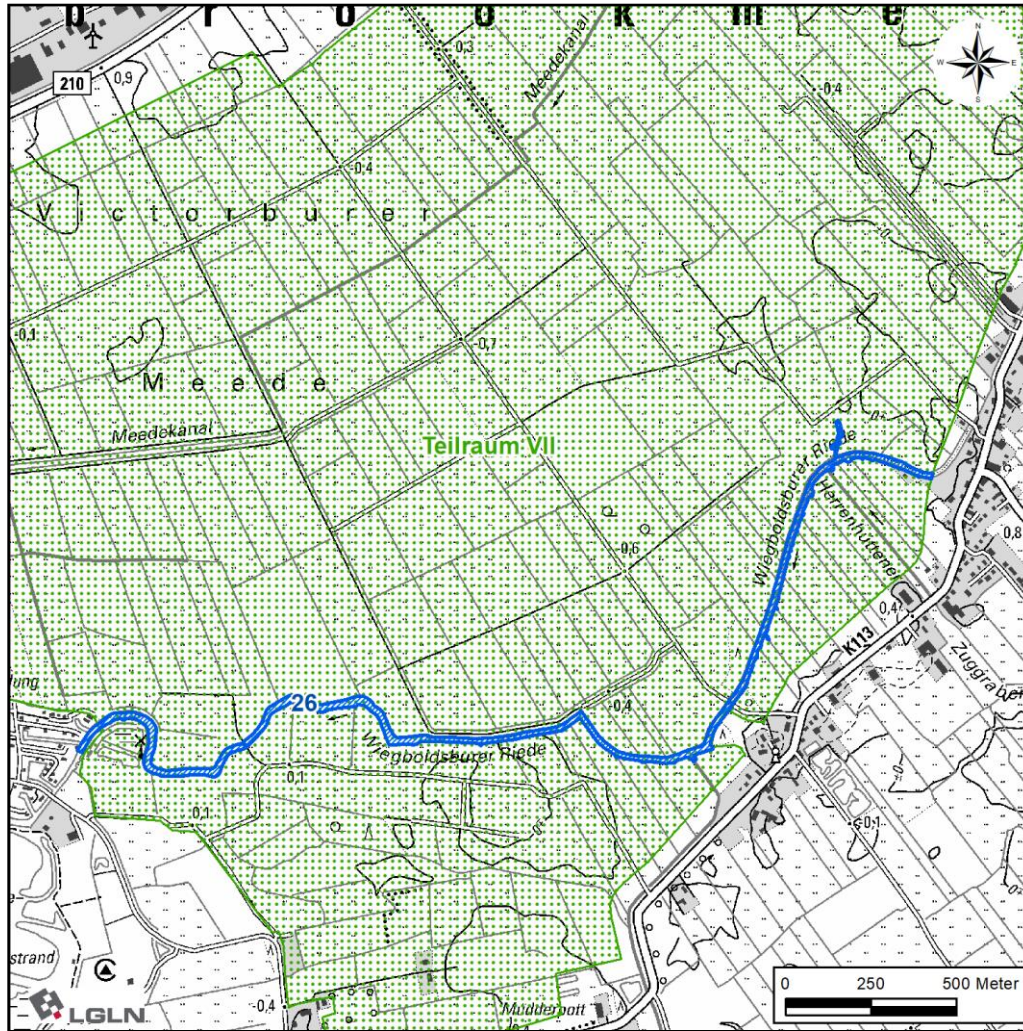 p r o o k m e
N
W E
S
210
0,9
0,3
Meedekanal
-0,4
-0,4
Victorburer
-0,1
-0,7
Meede
Meedekanal
Teilraum VII
Wiegboldsburer Riede
Herrenhüttener
0,8
0,6
0,4
K113
Zuggraben
26
-0,4
Wiegboldsburer Riede
0,1
0,1
-0,1
strand
-0,4
Mudderpott
LGLN
0 250 500 Meter